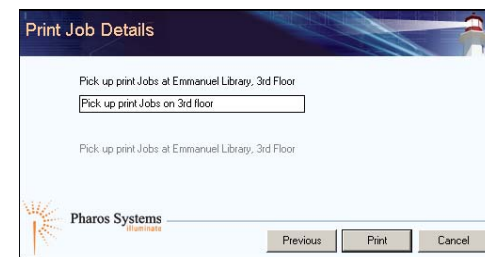 Print Job Details
Pick up print Jobs at Emmanuel Library, 3rd Floor
Pick up print Jobs on 3rd floor
Pick up print Jobs at Emmanuel Library, 3rd Floor
Pharos Systems
illuminate
Previous Print Cancel